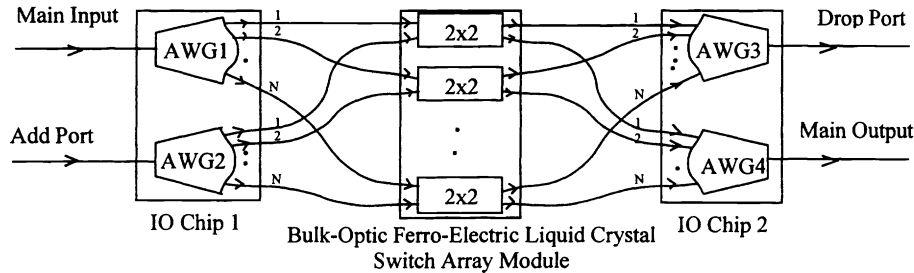 Main Input
Drop Port
1
2
N
AWG1
2x2
1
2
N
AWG3
2x2
Add Port
Main Output
1
2
N
AWG2
2x2
1
2
N
AWG4
IO Chip 1
IO Chip 2
Bulk-Optic Ferro-Electric Liquid Crystal
Switch Array Module